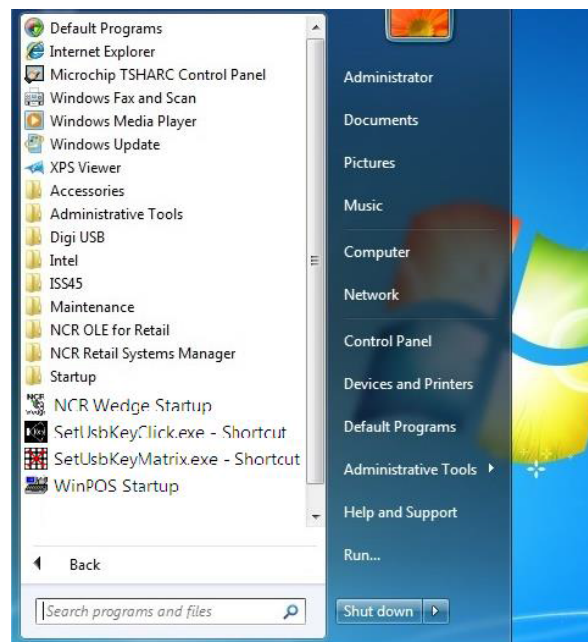 Default Programs
Internet Explorer
Microchip TSHARC Control Panel
Windows Fax and Scan
Windows Media Player
Windows Update
XPS Viewer
Accessories
Administrative Tools
Digi USB
Intel
ISS45
Maintenance
NCR OLE for Retail
NCR Retail Systems Manager
Startup
NCR Wedge Startup
SetUsbKeyClick.exe - Shortcut
SetUsbKeyMatrix.exe - Shortcut
WinPOS Startup
Back
Search programs and files
Administrator
Documents
Pictures
Music
Computer
Network
Control Panel
Devices and Printers
Default Programs
Administrative Tools
Help and Support
Run...
Shut down